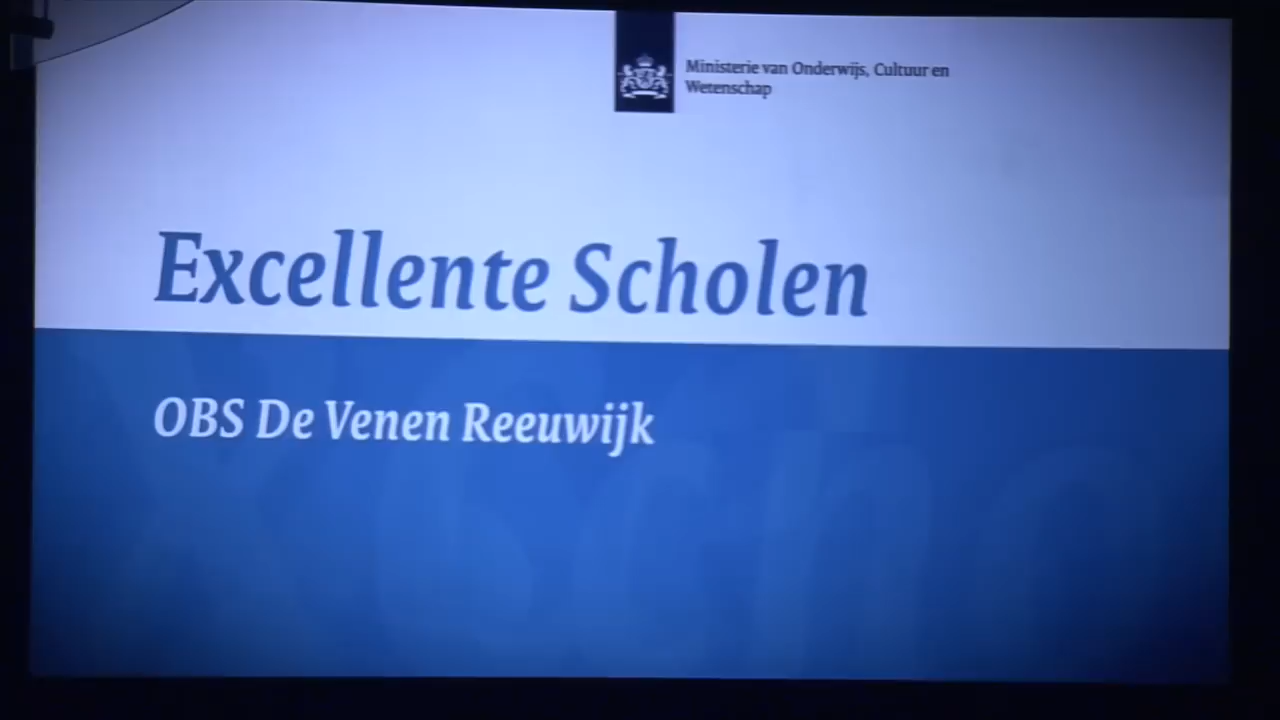 Ministerie van Onderwijs, Cultuur en
Wetenschap
Excellente Scholen
OBS De Venen Reeuwijk